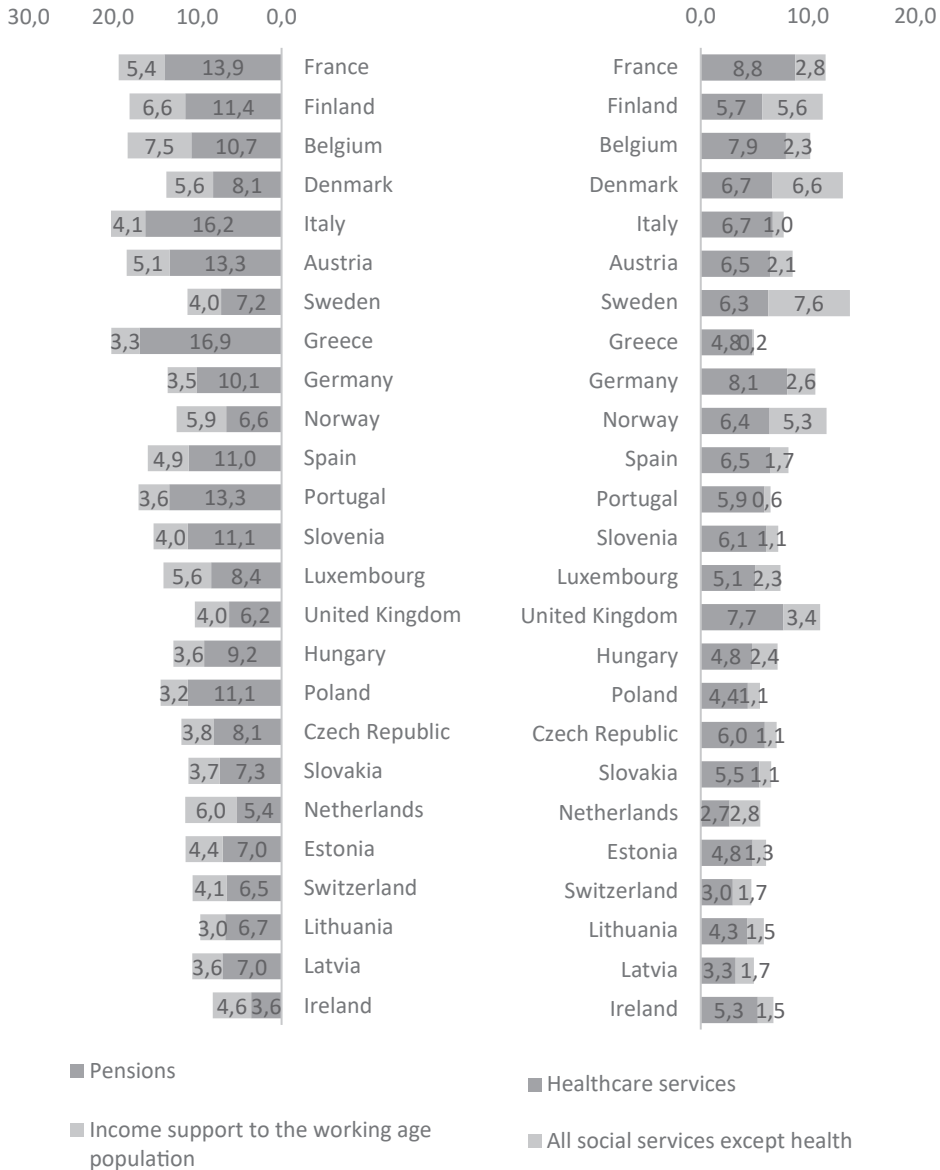 30,0 20,0 10,0 0,0 0,0 10,0 20,0
5,4 13,9 France France 8,8 2,8
6,6 11,4 Finland Finland 5,7 5,6
7,5 10,7 Belgium Belgium 7,9 2,3
5,6 8,1 Denmark Denmark 6,7 6,6
4,1 16,2 Italy Italy 6,7 1,0
5,1 13,3 Austria Austria 6,5 2,1
4,0 7,2 Sweden Sweden 6,3 7,6
3,3 16,9 Greece Greece 4,8 0,2
3,5 10,1 Germany Germany 8,1 2,6
5,9 6,6 Norway Norway 6,4 5,3
4,9 11,0 Spain Spain 6,5 1,7
3,6 13,3 Portugal Portugal 5,9 0,6
4,0 11,1 Slovenia Slovenia 6,1 1,1
5,6 8,4 Luxembourg Luxembourg 5,1 2,3
4,0 6,2 United Kingdom United Kingdom 7,7 3,4
3,6 9,2 Hungary Hungary 4,8 2,4
3,2 11,1 Poland Poland 4,4 1,1
3,8 8,1 Czech Republic Czech Republic 6,0 1,1
3,7 7,3 Slovakia Slovakia 5,5 1,1
6,0 5,4 Netherlands Netherlands 2,7 2,8
4,4 7,0 Estonia Estonia 4,8 1,3
4,1 6,5 Switzerland Switzerland 3,0 1,7
3,0 6,7 Lithuania Lithuania 4,3 1,5
3,6 7,0 Latvia Latvia 3,3 1,7
4,6 3,6 Ireland Ireland 5,3 1,5
Pensions
Income support to the working age
population
Healthcare services
All social services except health